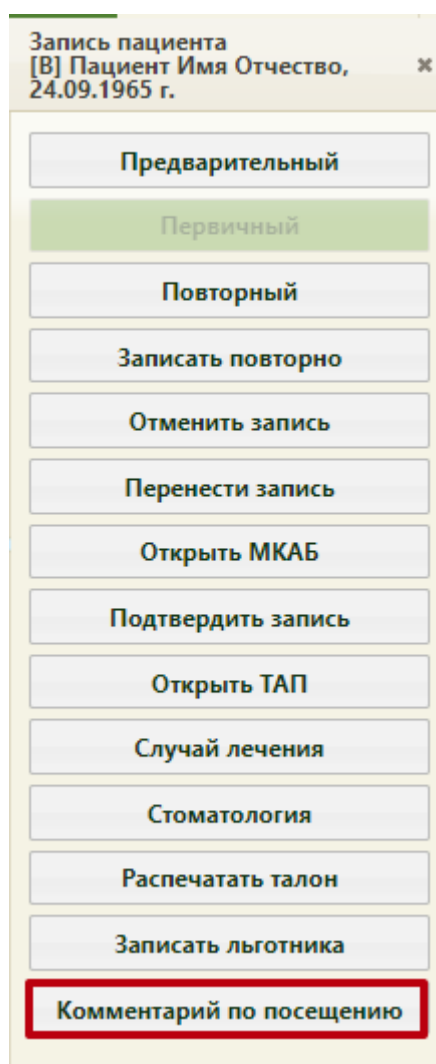 Запись пациента
[В] Пациент Имя Отчество,
24.09.1965 г.
Предварительный
Первичный
Повторный
Записать повторно
Отменить запись
Перенести запись
Открыть МКАБ
Подтвердить запись
Открыть ТАП
Случай лечения
Стоматология
Распечатать талон
Записать льготника
Комментарий по посещению